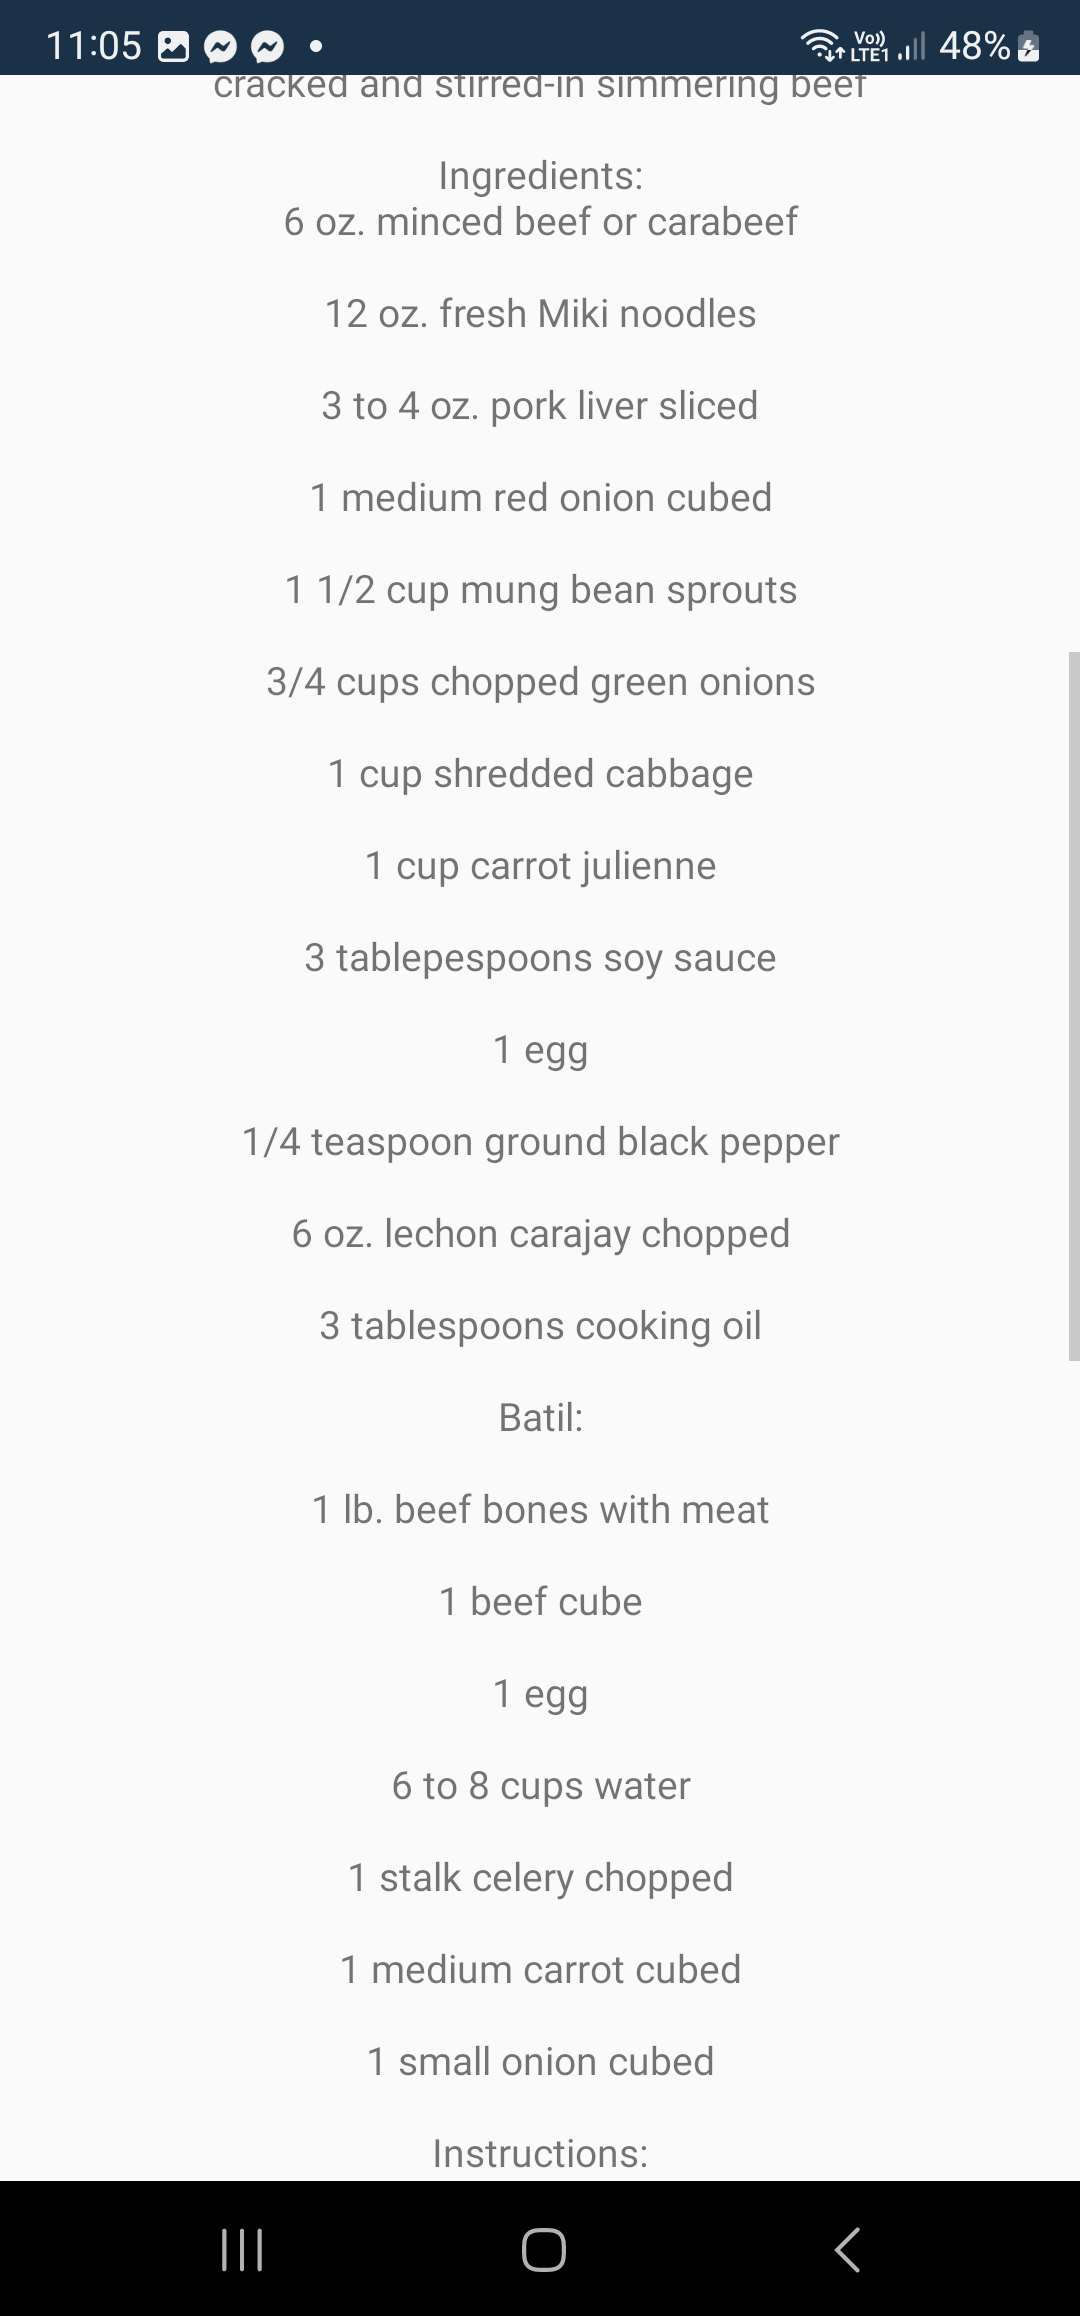 11:05
Vo)) LTE1 48%
cracked and stirred-in simmering beef
Ingredients:
6 oz. minced beef or carabeef
12 oz. fresh Miki noodles
3 to 4 oz. pork liver sliced
1 medium red onion cubed
1 1/2 cup mung bean sprouts
3/4 cups chopped green onions
1 cup shredded cabbage
1 cup carrot julienne
3 tablepespoons soy sauce
1 egg
1/4 teaspoon ground black pepper
6 oz. lechon carajay chopped
3 tablespoons cooking oil
Batil:
1 lb. beef bones with meat
1 beef cube
1 egg
6 to 8 cups water
1 stalk celery chopped
1 medium carrot cubed
1 small onion cubed
Instructions: